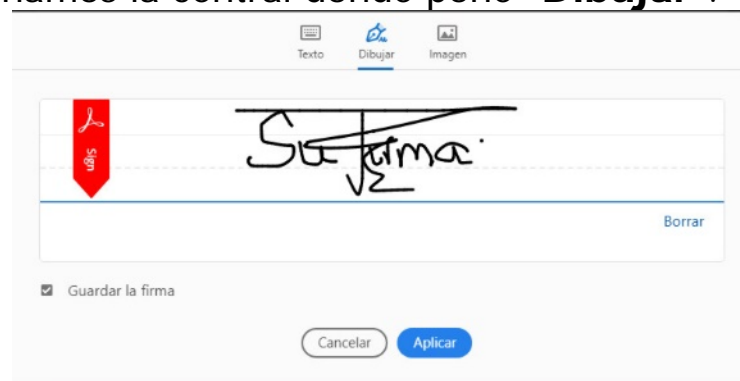 Texto Dibujar Imagen
Sign
Su firma
Borrar
Guardar la firma
Cancelar Aplicar